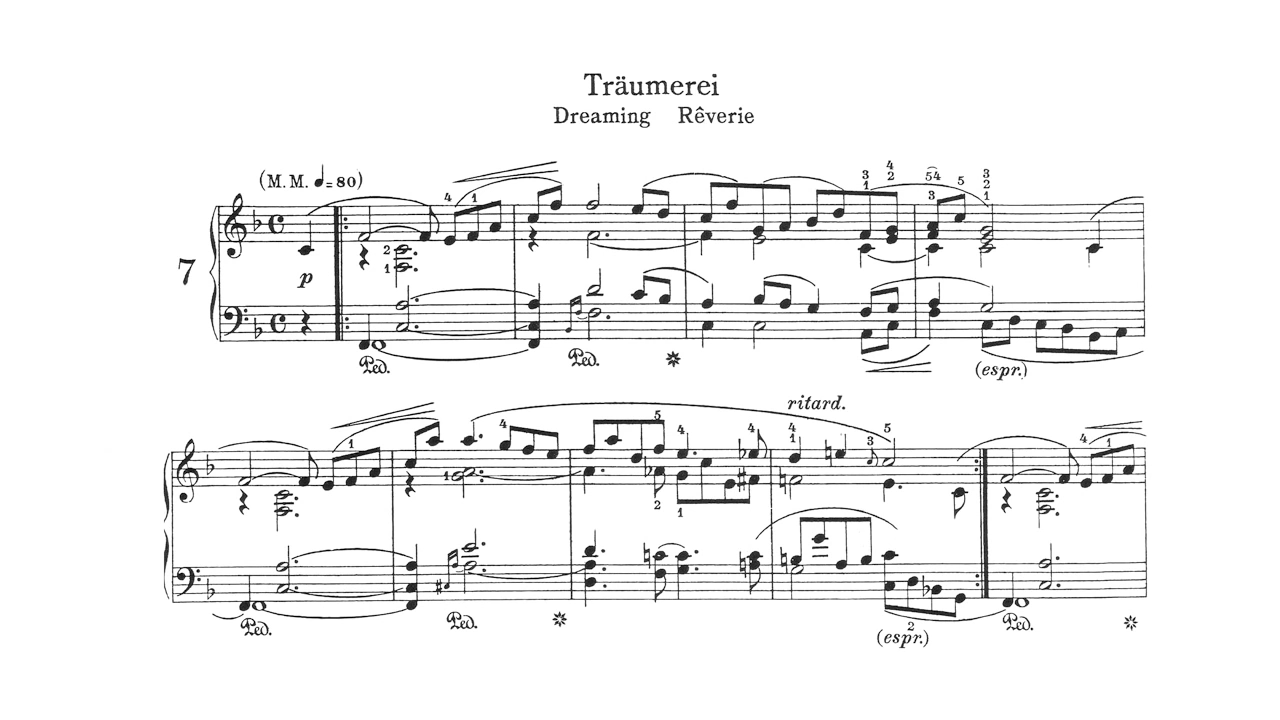 Träumerei
Dreaming Rêverie
(M. M. ♩= 80)
7
p
Ped. Ped.
(espr.)
ritard.
Ped. Ped. Ped.
(espr.)